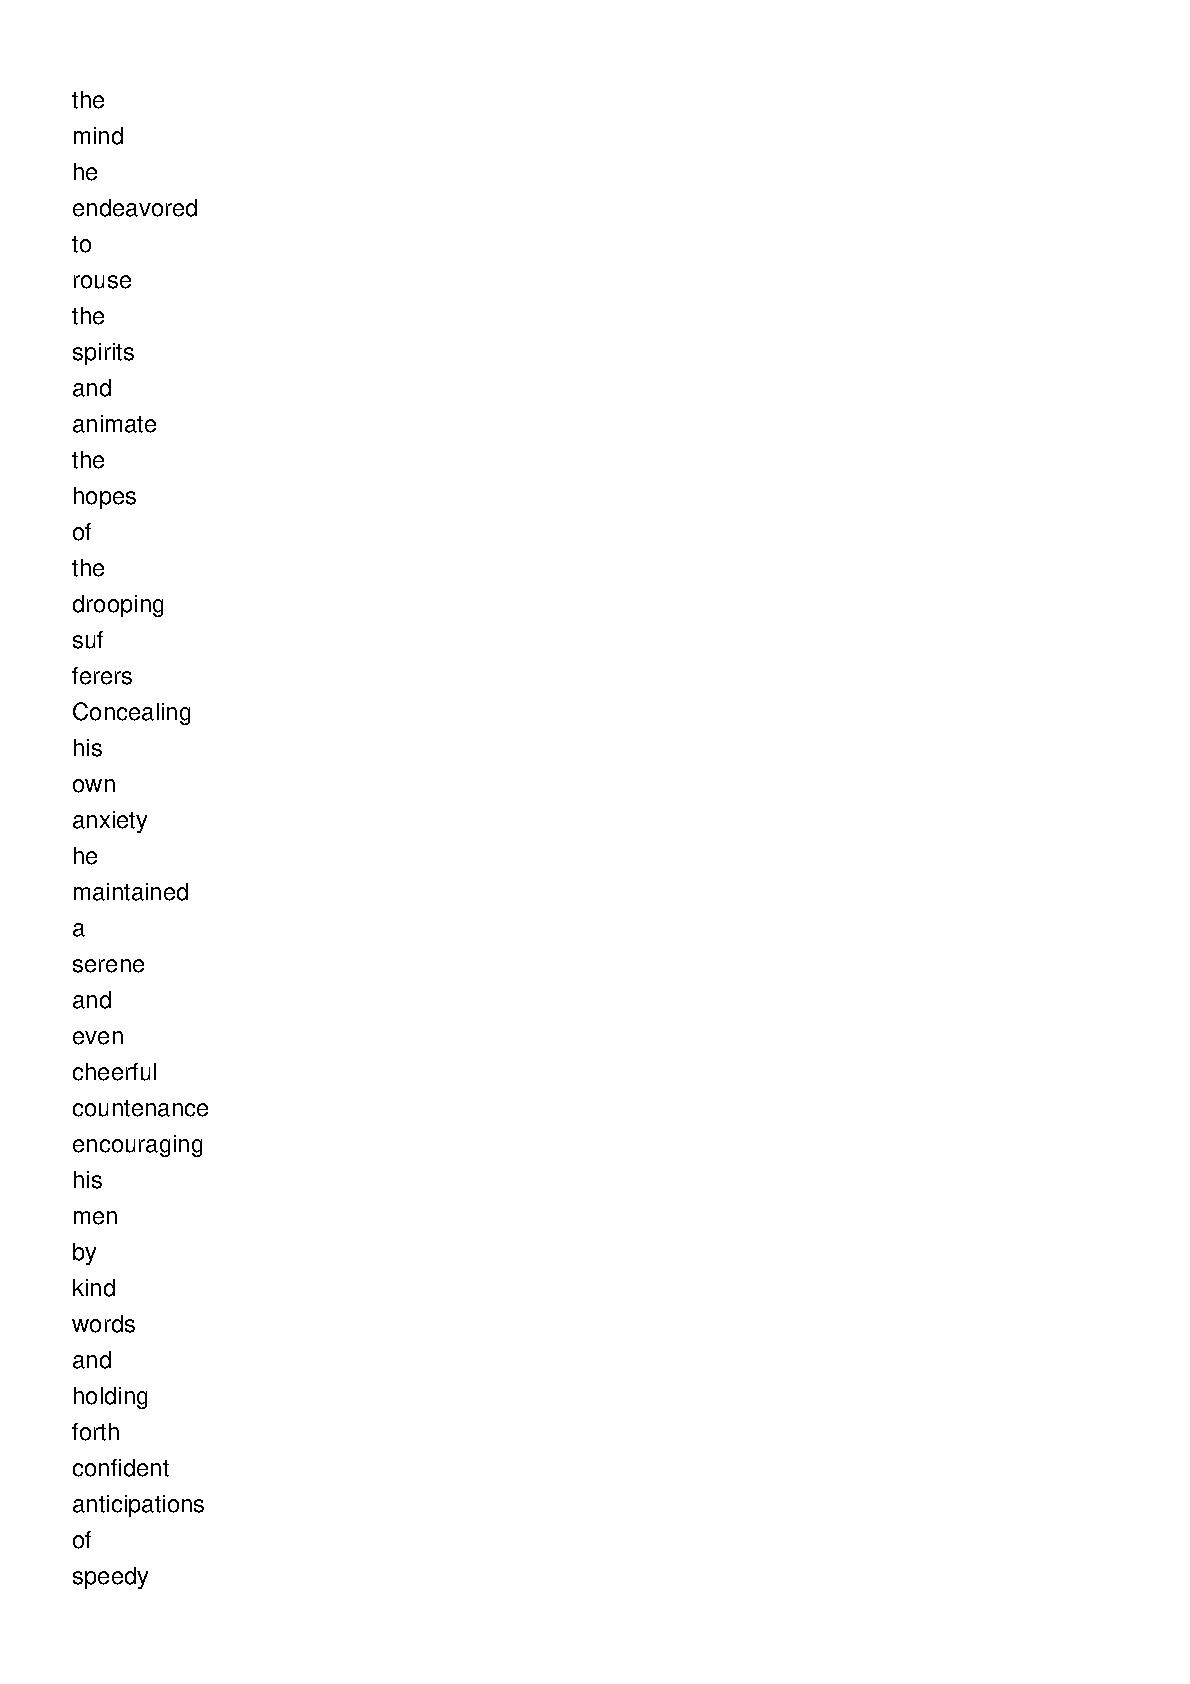 the
mind
he
endeavored
to
rouse
the
spirits
and
animate
the
hopes
of
the
drooping
suf
ferers
Concealing
his
own
anxiety
he
maintained
a
serene
and
even
cheerful
countenance
encouraging
his
men
by
kind
words
and
holding
forth
confident
anticipations
of
speedy